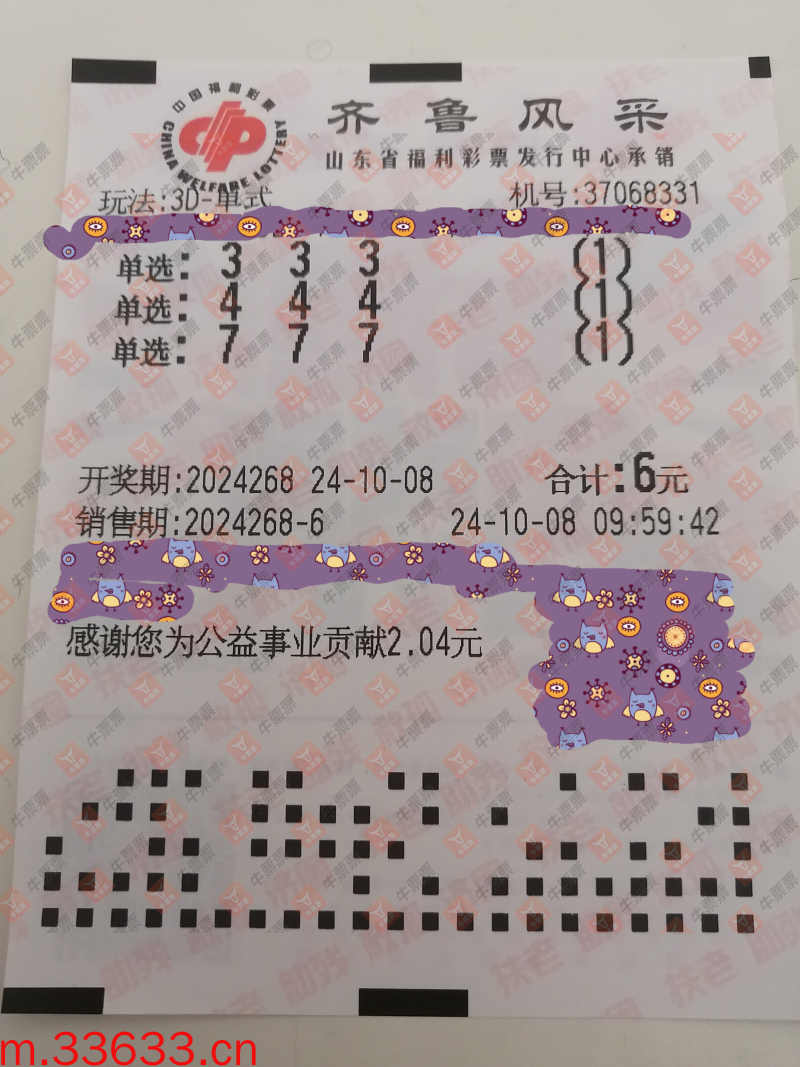 中国福利彩票
CHINA WELFARE LOTTERY
齐鲁风采
山东省福利彩票发行中心承销
玩法:3D-单式 机号:37068331
单选: 3 3 3 (1)
单选: 4 4 4 (1)
单选: 7 7 7 (1)
开奖期:2024268 24-10-08 合计:6元
销售期:2024268-6 24-10-08 09:59:42
感谢您为公益事业贡献2.04元
牛票票
m.33633.cn